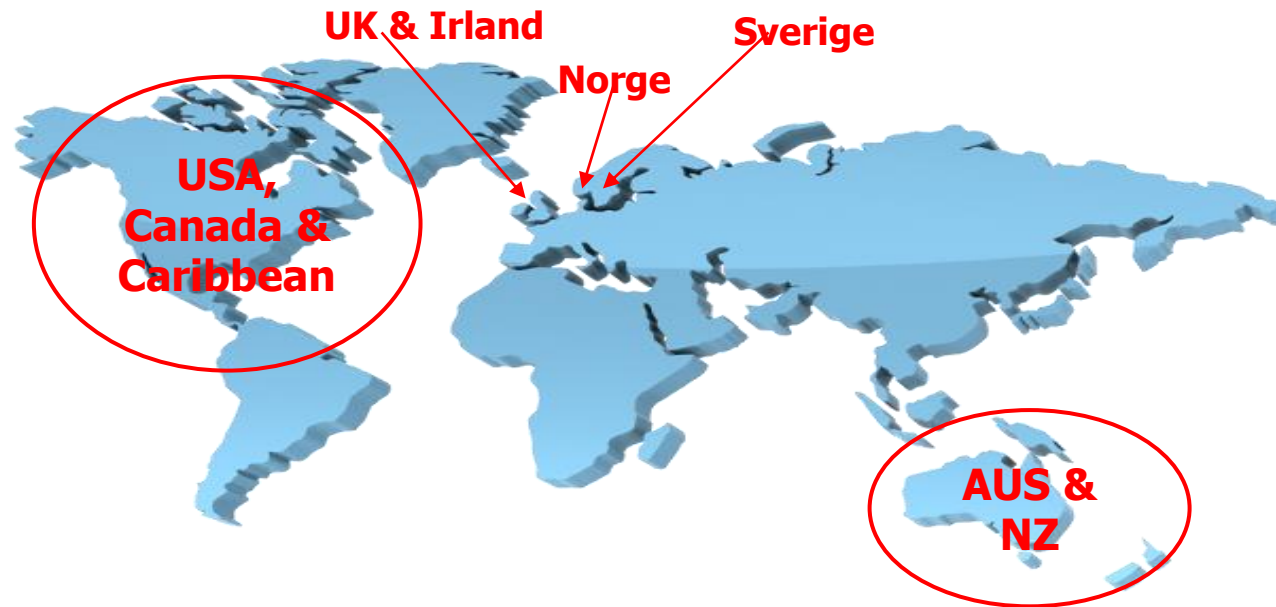 UK & Irland
Sverige
Norge
USA,
Canada &
Caribbean
AUS &
NZ